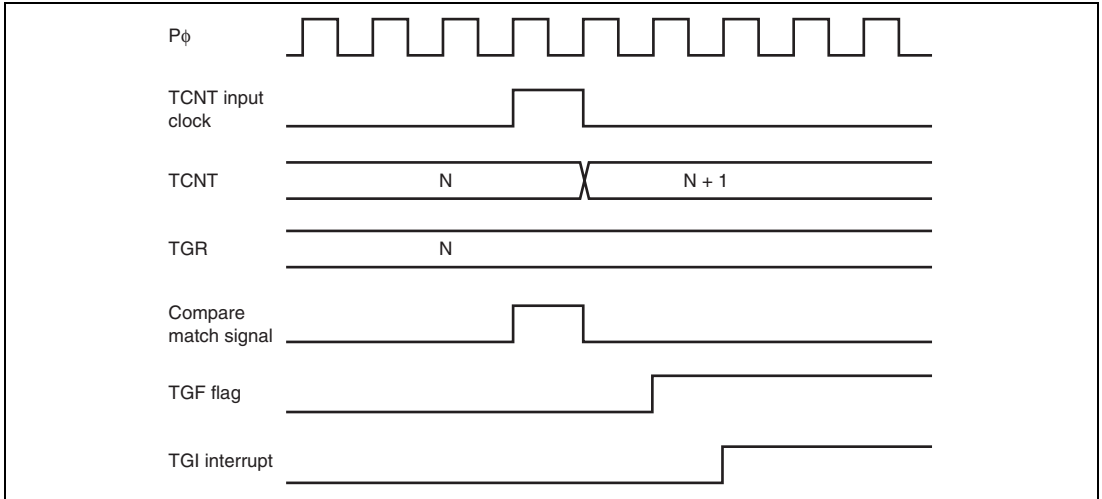 Pϕ
TCNT input
clock
TCNT
N
N + 1
TGR
N
Compare
match signal
TGF flag
TGI interrupt